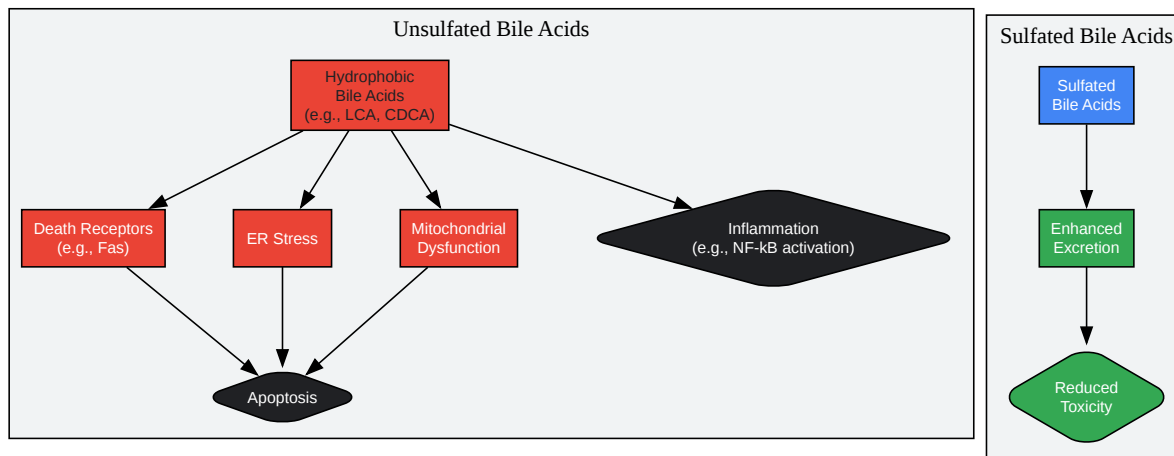 Unsulfated Bile Acids
Hydrophobic
Bile Acids
(e.g., LCA, CDCA)
Death Receptors
(e.g., Fas)
ER Stress
Mitochondrial
Dysfunction
Inflammation
(e.g., NF-kB activation)
Apoptosis
Sulfated Bile Acids
Sulfated
Bile Acids
Enhanced
Excretion
Reduced
Toxicity